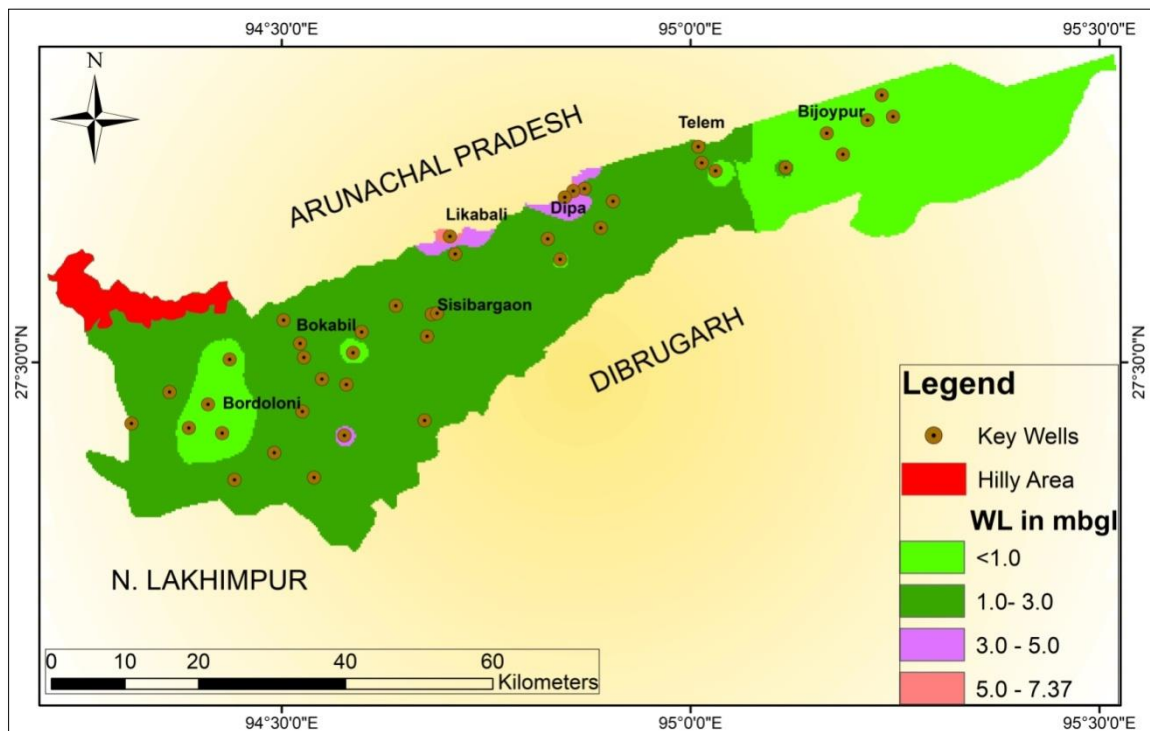 94°30'0"E
95°0'0"E
95°30'0"E
N
ARUNACHAL PRADESH
Telem
Bijoypur
Likabali
Dipa
Sisibargaon
Bokabil
Bordoloni
DIBRUGARH
N. LAKHIMPUR
27°30'0"N
27°30'0"N
Legend
Key Wells
Hilly Area
WL in mbgl
<1.0
1.0- 3.0
3.0 - 5.0
5.0 - 7.37
0 10 20 40 60
Kilometers
94°30'0"E
95°0'0"E
95°30'0"E